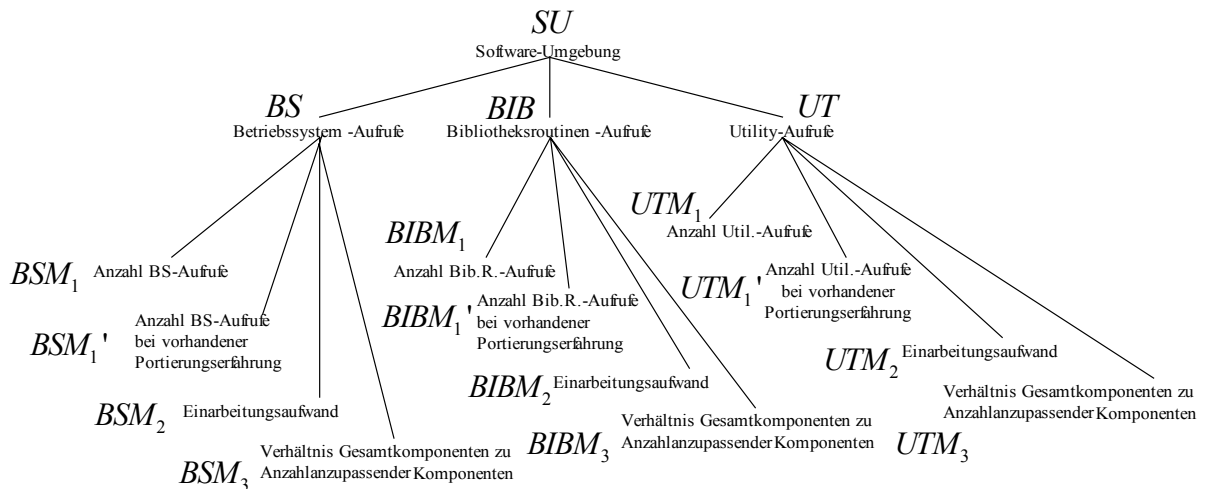 SU
Software-Umgebung
BS
Betriebssystem -Aufrufe
BIB
Bibliotheksroutinen -Aufrufe
UT
Utility-Aufrufe
BSM₁ Anzahl BS-Aufrufe
BSM₁'
Anzahl BS-Aufrufe
bei vorhandener
Portierungserfahrung
BSM₂ Einarbeitungsaufwand
BSM₃
Verhältnis Gesamtkomponenten zu
Anzahlanzupassender Komponenten
BIBM₁
Anzahl Bib.R.-Aufrufe
BIBM₁'
Anzahl Bib.R.-Aufrufe
bei vorhandener
Portierungserfahrung
BIBM₂ Einarbeitungsaufwand
BIBM₃
Verhältnis Gesamtkomponenten zu
Anzahlanzupassender Komponenten
UTM₁
Anzahl Util.-Aufrufe
UTM₁'
Anzahl Util.-Aufrufe
bei vorhandener
Portierungserfahrung
UTM₂ Einarbeitungsaufwand
Verhältnis Gesamtkomponenten zu
Anzahlanzupassender Komponenten
UTM₃